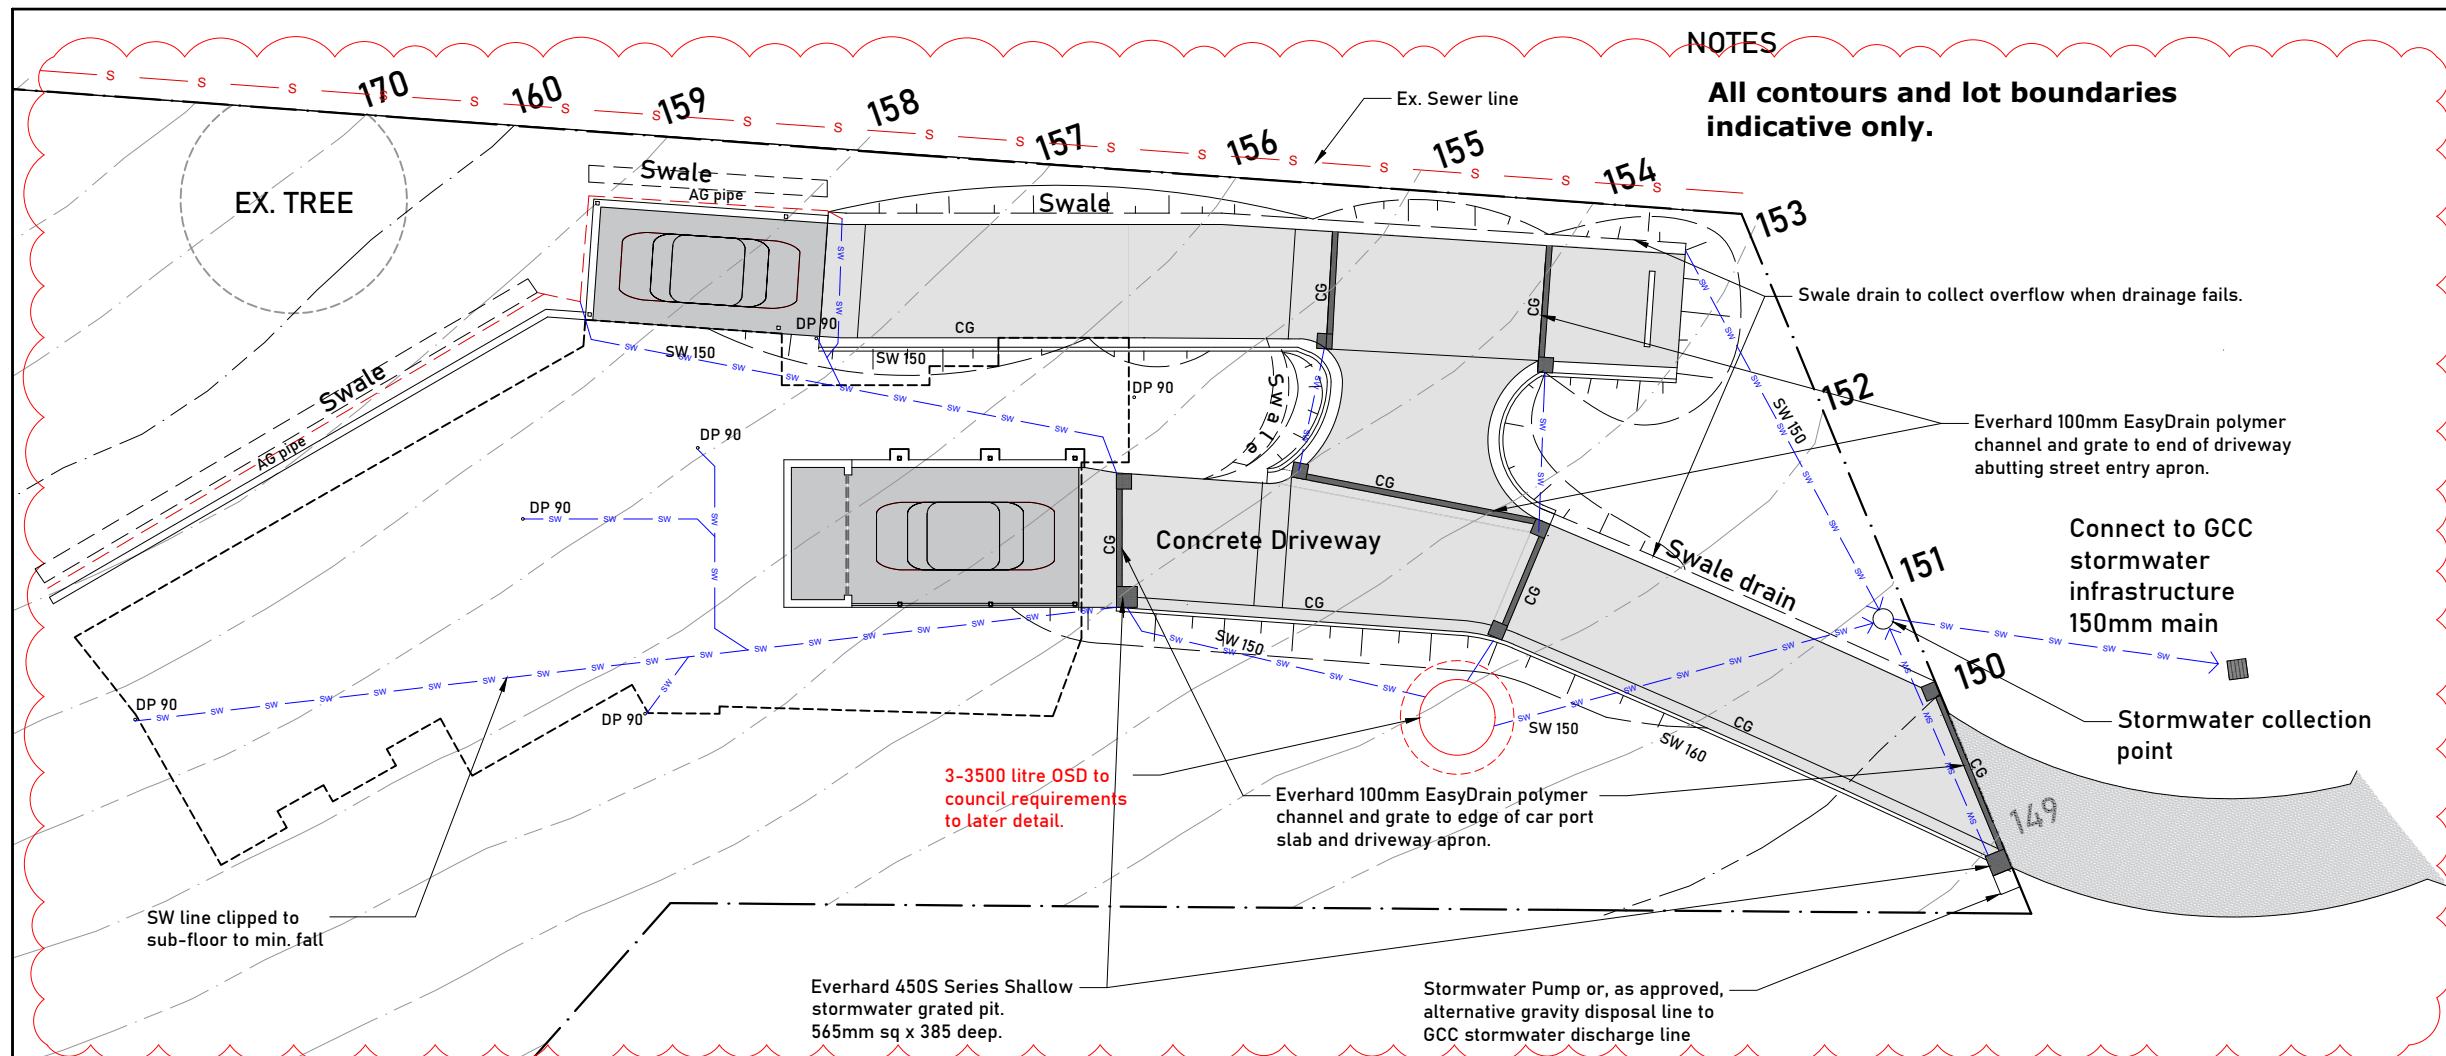 NOTES
All contours and lot boundaries
indicative only.
170
160
159
158
157
156
155
154
153
152
151
150
149
S S S S S S S S S S S S S S S S S S
Ex. Sewer line
EX. TREE
Swale
AG pipe
Swale
Swale
AG pipe
Swale
Swale drain
Swale drain to collect overflow when drainage fails.
CG
CG
CG
CG
CG
CG
CG
CG
CG
DP 90
DP 90
DP 90
DP 90
DP 90
DP 90
SW 150
SW 150
SW 150
SW 150
SW 150
SW 160
Concrete Driveway
Everhard 100mm EasyDrain polymer
channel and grate to end of driveway
abutting street entry apron.
Connect to GCC
stormwater
infrastructure
150mm main
Stormwater collection
point
3-3500 litre OSD to
council requirements
to later detail.
Everhard 100mm EasyDrain polymer
channel and grate to edge of car port
slab and driveway apron.
SW line clipped to
sub-floor to min. fall
Everhard 450S Series Shallow
stormwater grated pit.
565mm sq x 385 deep.
Stormwater Pump or, as approved,
alternative gravity disposal line to
GCC stormwater discharge line